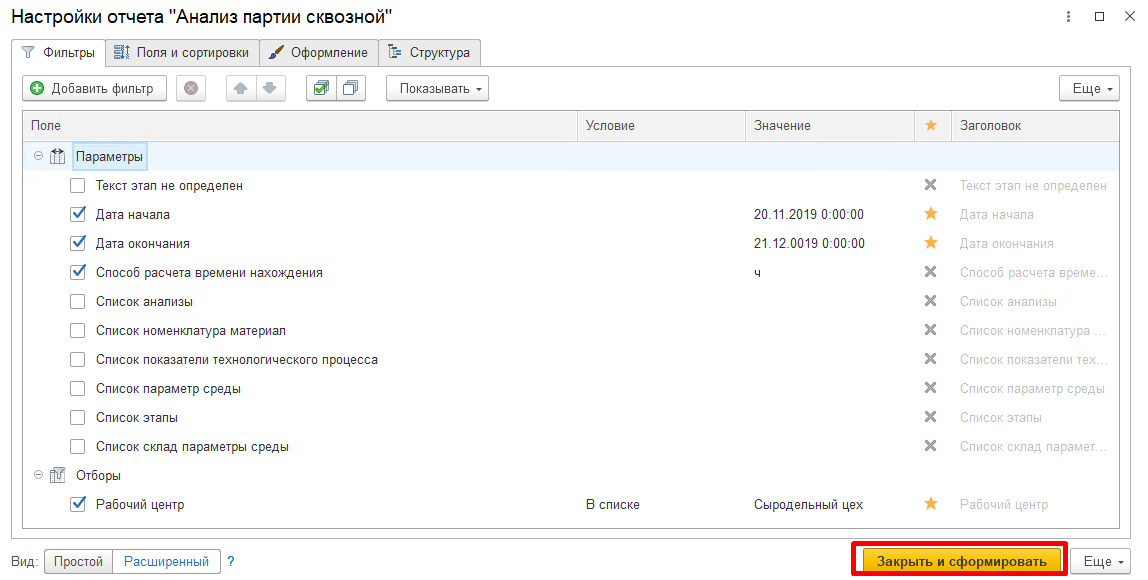 Настройки отчета "Анализ партии сквозной"
Фильтры Поля и сортировки Оформление Структура
Добавить фильтр Показывать Еще
Поле Условие Значение Заголовок
Параметры
Текст этап не определен Текст этап не определен
Дата начала 20.11.2019 0:00:00 Дата начала
Дата окончания 21.12.0019 0:00:00 Дата окончания
Способ расчета времени нахождения ч Способ расчета време...
Список анализы Список анализы
Список номенклатура материал Список номенклатура ...
Список показатели технологического процесса Список показатели тех...
Список параметр среды Список параметр среды
Список этапы Список этапы
Список склад параметры среды Список склад парамет...
Отборы
Рабочий центр В списке Сыродельный цех Рабочий центр
Вид: Простой Расширенный ? Закрыть и сформировать Еще